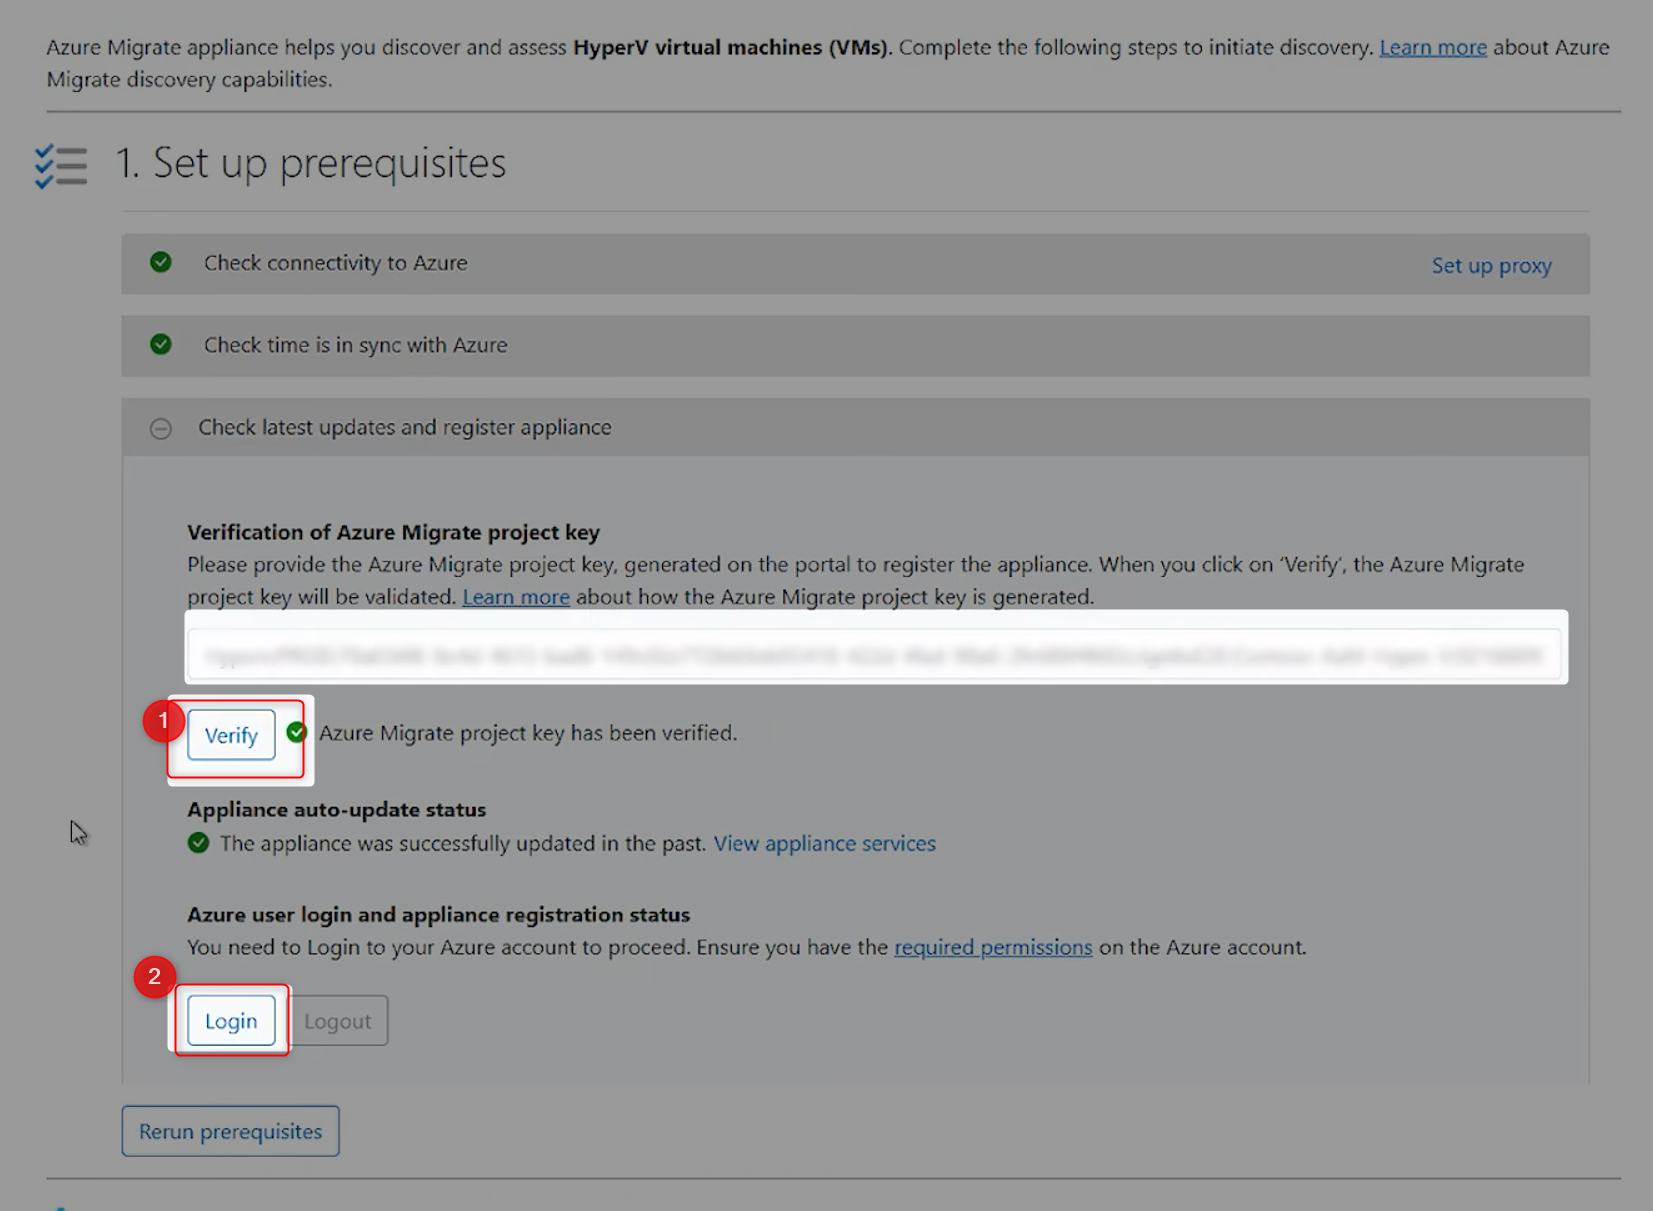 Azure Migrate appliance helps you discover and assess HyperV virtual machines (VMs). Complete the following steps to initiate discovery. Learn more about Azure
Migrate discovery capabilities.
1. Set up prerequisites
Check connectivity to Azure
Set up proxy
Check time is in sync with Azure
Check latest updates and register appliance
Verification of Azure Migrate project key
Please provide the Azure Migrate project key, generated on the portal to register the appliance. When you click on 'Verify', the Azure Migrate
project key will be validated. Learn more about how the Azure Migrate project key is generated.
1
Verify
Azure Migrate project key has been verified.
Appliance auto-update status
The appliance was successfully updated in the past. View appliance services
Azure user login and appliance registration status
You need to Login to your Azure account to proceed. Ensure you have the required permissions on the Azure account.
2
Login
Logout
Rerun prerequisites